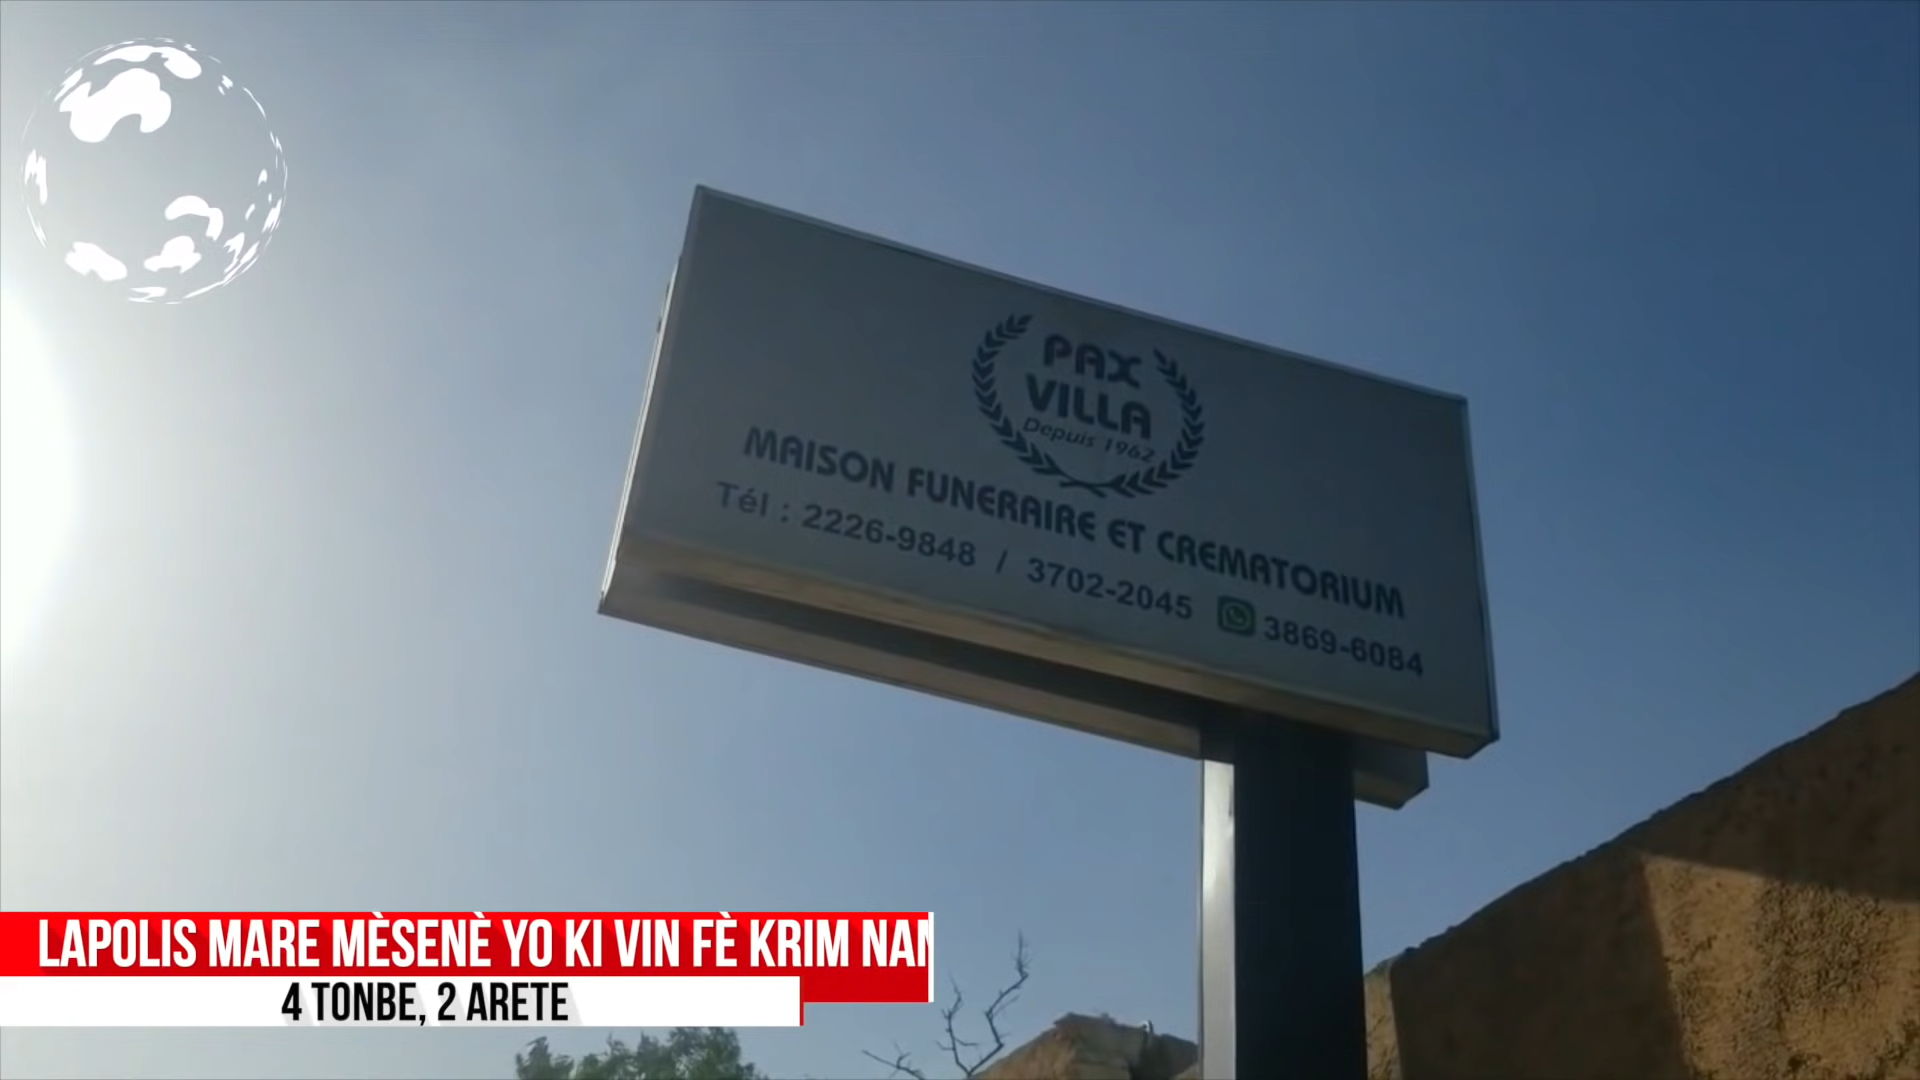 PAX
VILLA
Depuis 1962
MAISON FUNERAIRE ET CREMATORIUM
Tél : 2226-9848 / 3702-2045 3869-6084
LAPOLIS MARE MÈSENÈ YO KI VIN FÈ KRIM NAN
4 TONBE, 2 ARETE